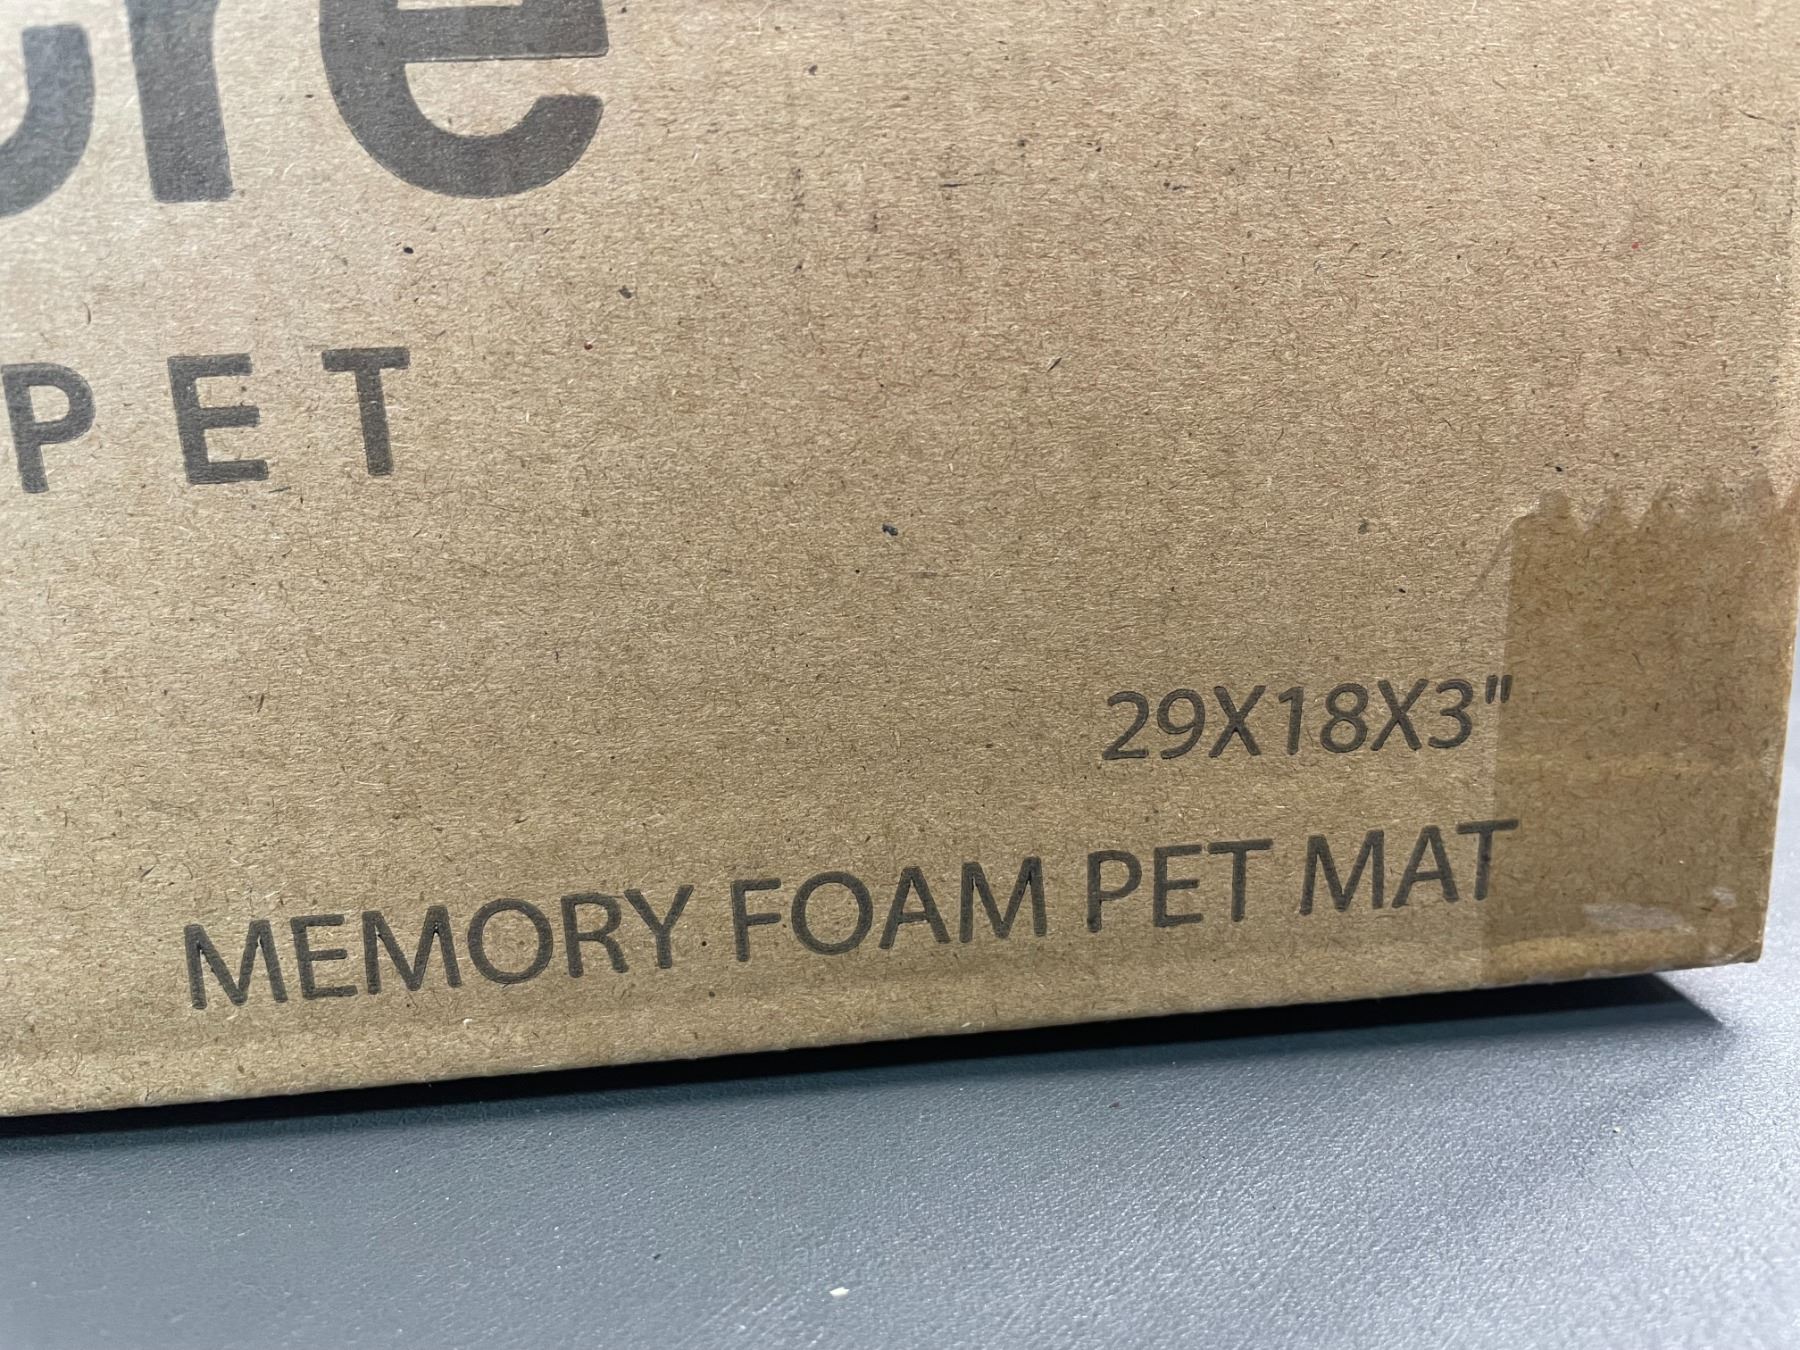 PET
29X18X3"
MEMORY FOAM PET MAT